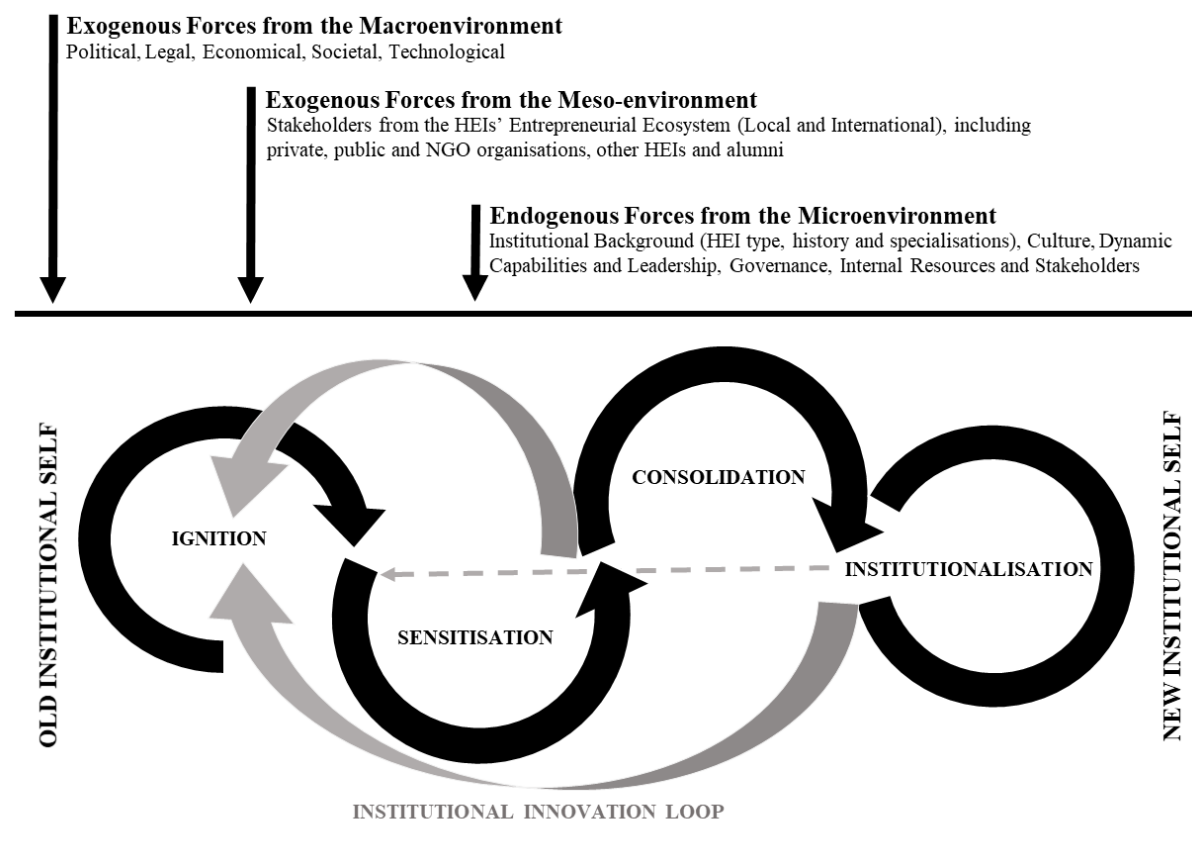 Exogenous Forces from the Macroenvironment
Political, Legal, Economical, Societal, Technological
Exogenous Forces from the Meso-environment
Stakeholders from the HEIs' Entrepreneurial Ecosystem (Local and International), including
private, public and NGO organisations, other HEIs and alumni
Endogenous Forces from the Microenvironment
Institutional Background (HEI type, history and specialisations), Culture, Dynamic
Capabilities and Leadership, Governance, Internal Resources and Stakeholders
OLD INSTITUTIONAL SELF
IGNITION
SENSITISATION
CONSOLIDATION
INSTITUTIONALISATION
NEW INSTITUTIONAL SELF
INSTITUTIONAL INNOVATION LOOP